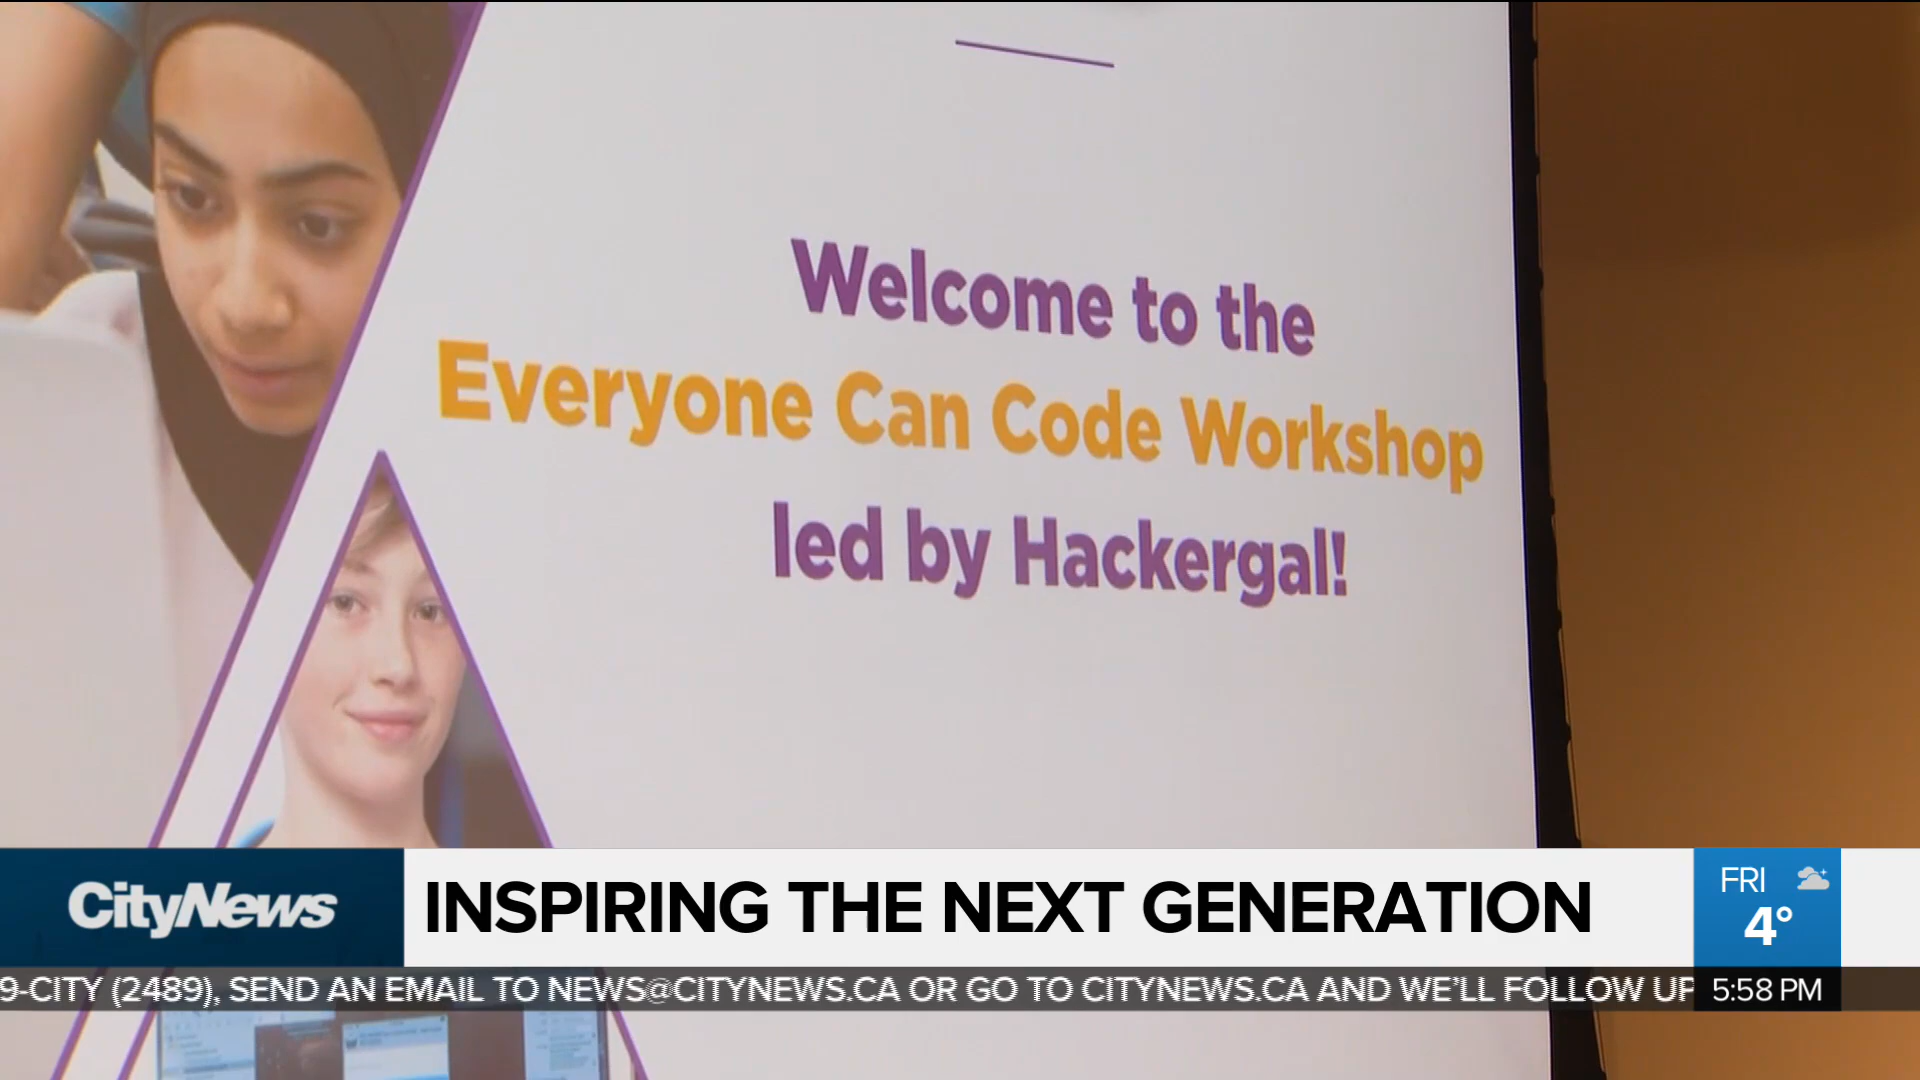 Welcome to the
Everyone Can Code Workshop
led by Hackergal!
CityNews
INSPIRING THE NEXT GENERATION
FRI
4°
9-CITY (2489), SEND AN EMAIL TO NEWS@CITYNEWS.CA OR GO TO CITYNEWS.CA AND WE'LL FOLLOW UP
5:58 PM